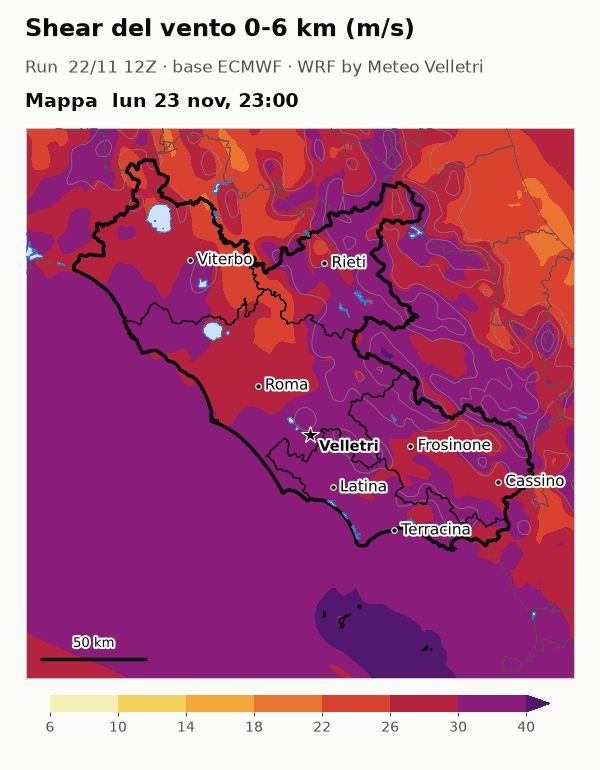 Shear del vento 0-6 km (m/s)
Run 22/11 12Z · base ECMWF · WRF by Meteo Velletri
Mappa lun 23 nov, 23:00
Viterbo
Rieti
Roma
Velletri
Frosinone
Cassino
Latina
Terracina
50 km
6 10 14 18 22 26 30 40